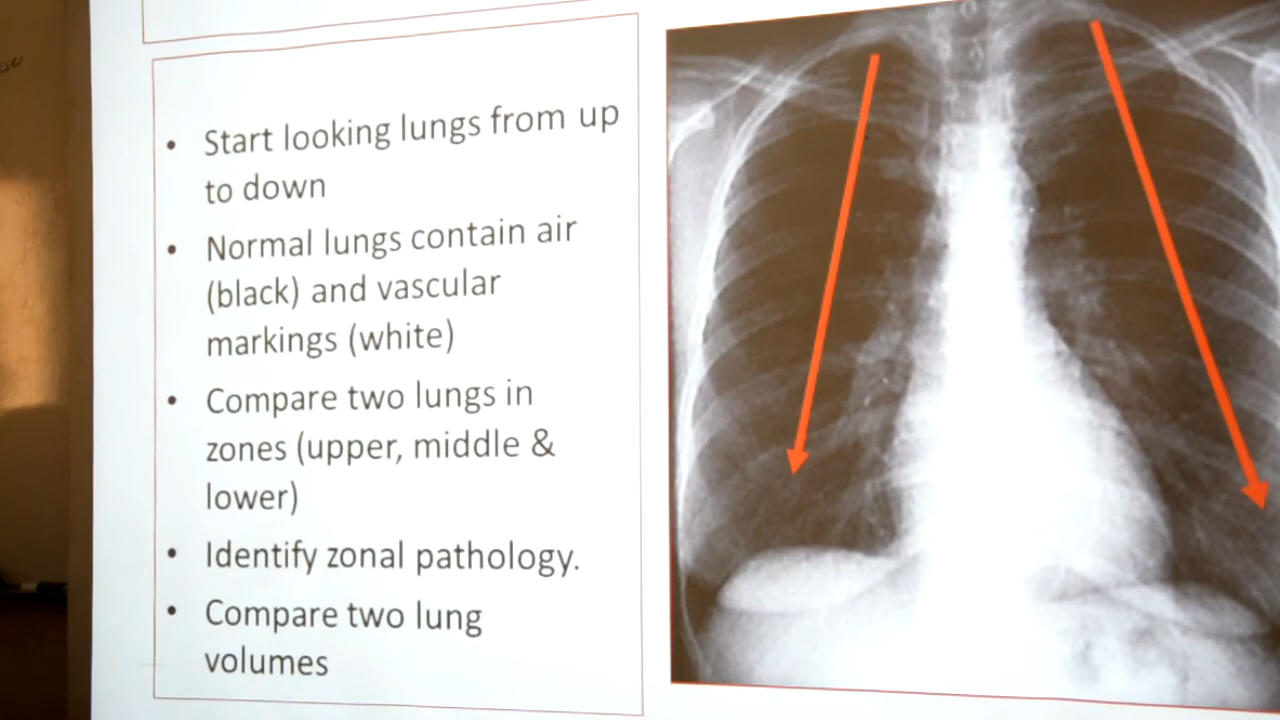 • Start looking lungs from up
to down
• Normal lungs contain air
(black) and vascular
markings (white)
• Compare two lungs in
zones (upper, middle &
lower)
• Identify zonal pathology.
• Compare two lung
volumes